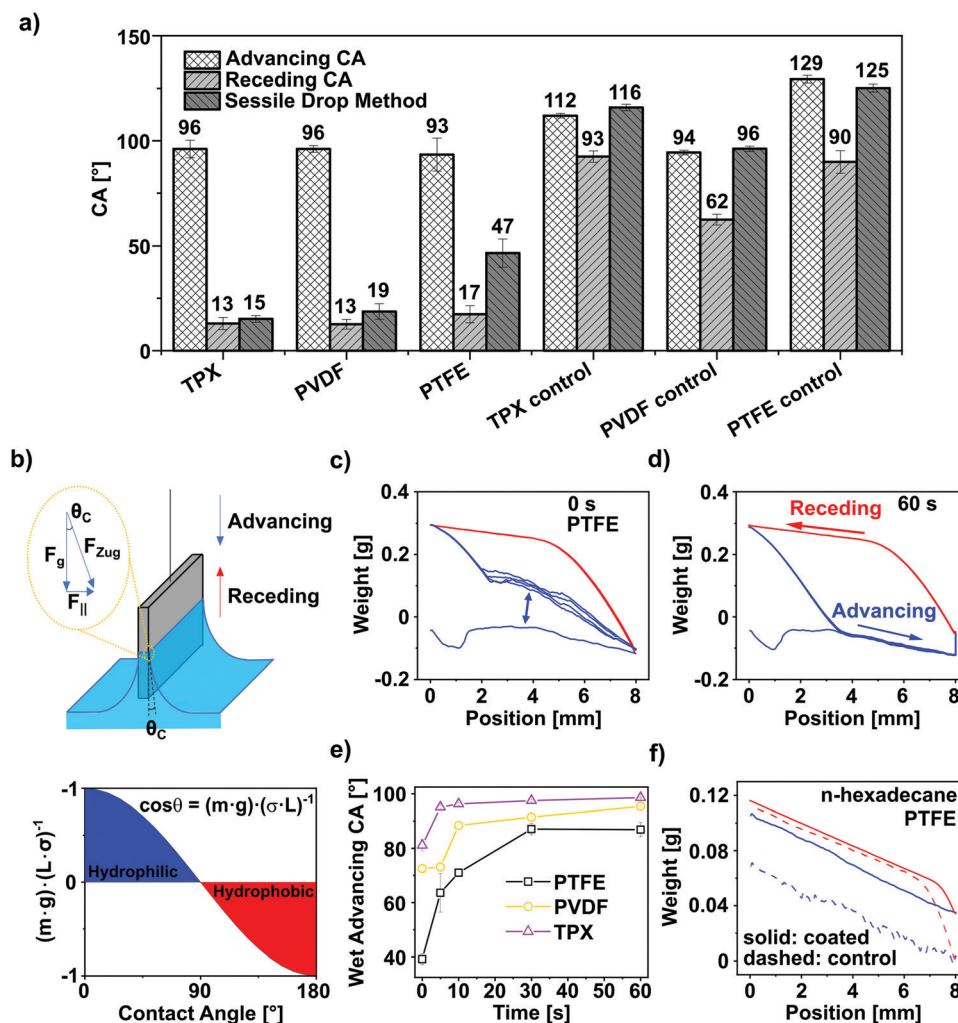 a)
150
100
50
0
CA [°]
Advancing CA
Receding CA
Sessile Drop Method
96
13
15
96
13
19
93
17
47
112
93
116
94
62
96
129
90
125
TPX
PVDF
PTFE
TPX control
PVDF control
PTFE control
b)
θC
Fg
FZug
F||
Advancing
Receding
θC
c)
0.4
0.2
0
-0.2
Weight [g]
0 s
PTFE
0 2 4 6 8
Position [mm]
d)
0.4
0.2
0
-0.2
Weight [g]
Receding
60 s
Advancing
0 2 4 6 8
Position [mm]
(m·g)·(L·σ)⁻¹
-1
0
-1
cosθ = (m·g)·(σ·L)⁻¹
Hydrophilic
Hydrophobic
0 90 180
Contact Angle [°]
e)
Wet Advancing CA [°]
100
90
80
70
60
50
40
PTFE
PVDF
TPX
0 10 20 30 40 50 60
Time [s]
f)
Weight [g]
0.12
0.08
0.04
0
n-hexadecane
PTFE
solid: coated
dashed: control
0 2 4 6 8
Position [mm]